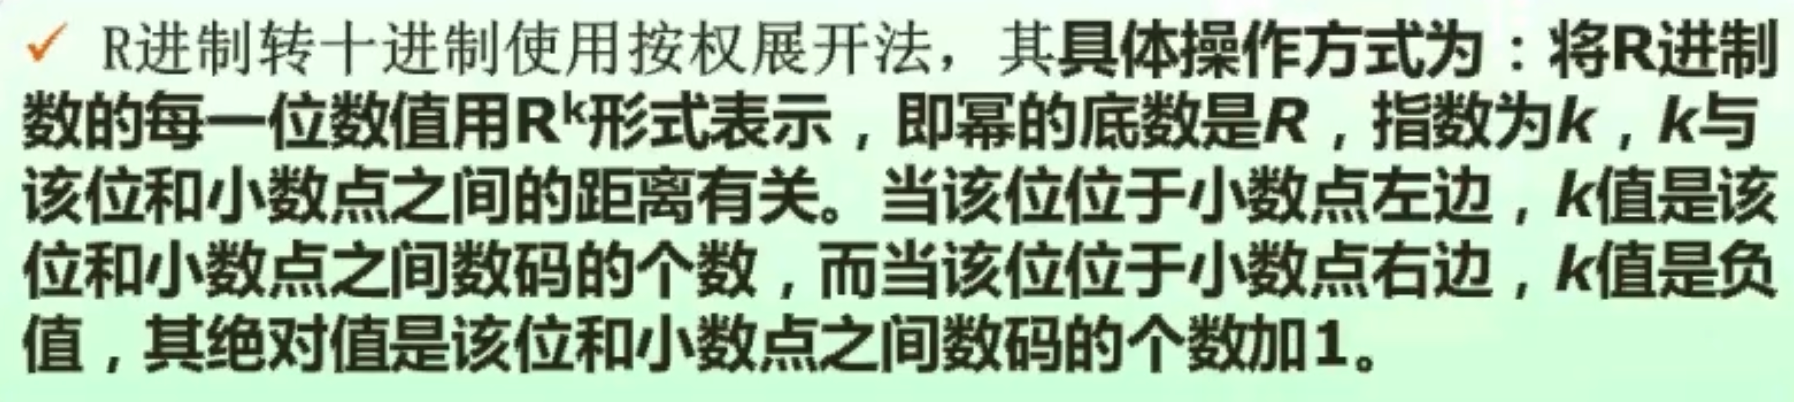 ✓ R进制转十进制使用按权展开法，其具体操作方式为：将R进制
数的每一位数值用Rᵏ形式表示，即幂的底数是R，指数为k，k与
该位和小数点之间的距离有关。当该位位于小数点左边，k值是该
位和小数点之间数码的个数，而当该位位于小数点右边，k值是负
值，其绝对值是该位和小数点之间数码的个数加1。